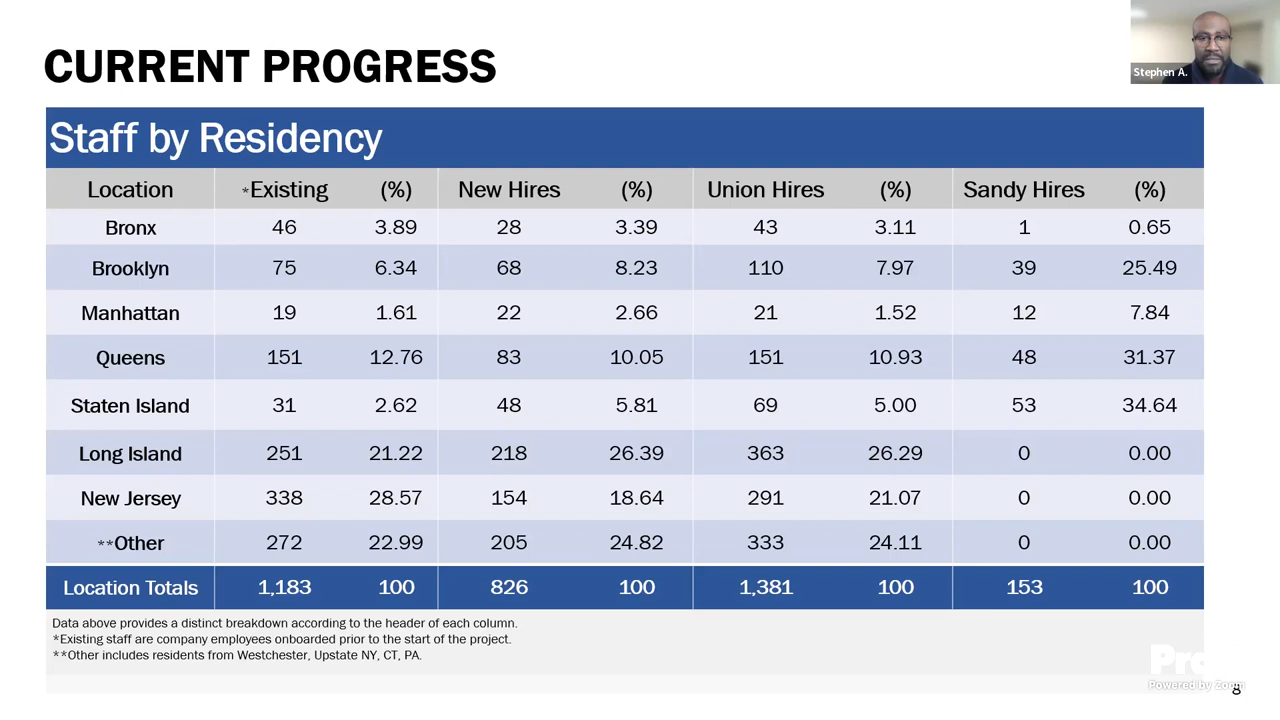 CURRENT PROGRESS
Stephen A.
Staff by Residency
Location *Existing (%) New Hires (%) Union Hires (%) Sandy Hires (%)
Bronx 46 3.89 28 3.39 43 3.11 1 0.65
Brooklyn 75 6.34 68 8.23 110 7.97 39 25.49
Manhattan 19 1.61 22 2.66 21 1.52 12 7.84
Queens 151 12.76 83 10.05 151 10.93 48 31.37
Staten Island 31 2.62 48 5.81 69 5.00 53 34.64
Long Island 251 21.22 218 26.39 363 26.29 0 0.00
New Jersey 338 28.57 154 18.64 291 21.07 0 0.00
**Other 272 22.99 205 24.82 333 24.11 0 0.00
Location Totals 1,183 100 826 100 1,381 100 153 100
Data above provides a distinct breakdown according to the header of each column.
*Existing staff are company employees onboarded prior to the start of the project.
**Other includes residents from Westchester, Upstate NY, CT, PA.
Powered by Zoom
8